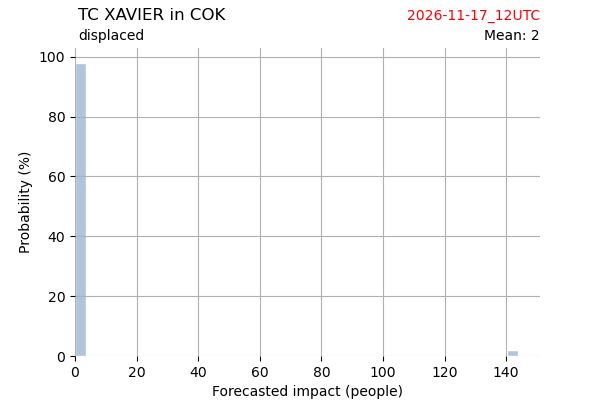 TC XAVIER in COK
2026-11-17_12UTC
displaced
Mean: 2
100
80
60
40
20
0
Probability (%)
0 20 40 60 80 100 120 140
Forecasted impact (people)